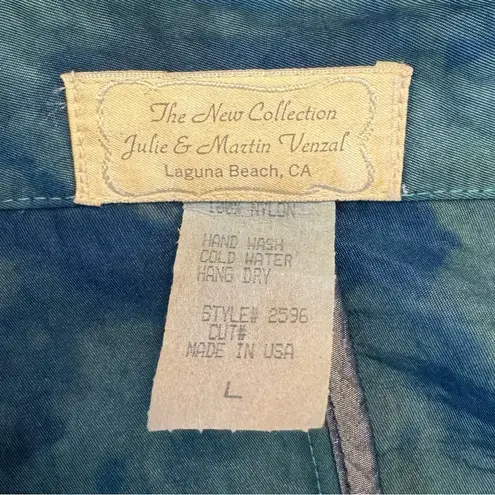 The New Collection
Julie & Martin Venzal
Laguna Beach, CA
100% NYLON
HAND WASH
COLD WATER
HANG DRY
STYLE# 2596
CUT#
MADE IN USA
L